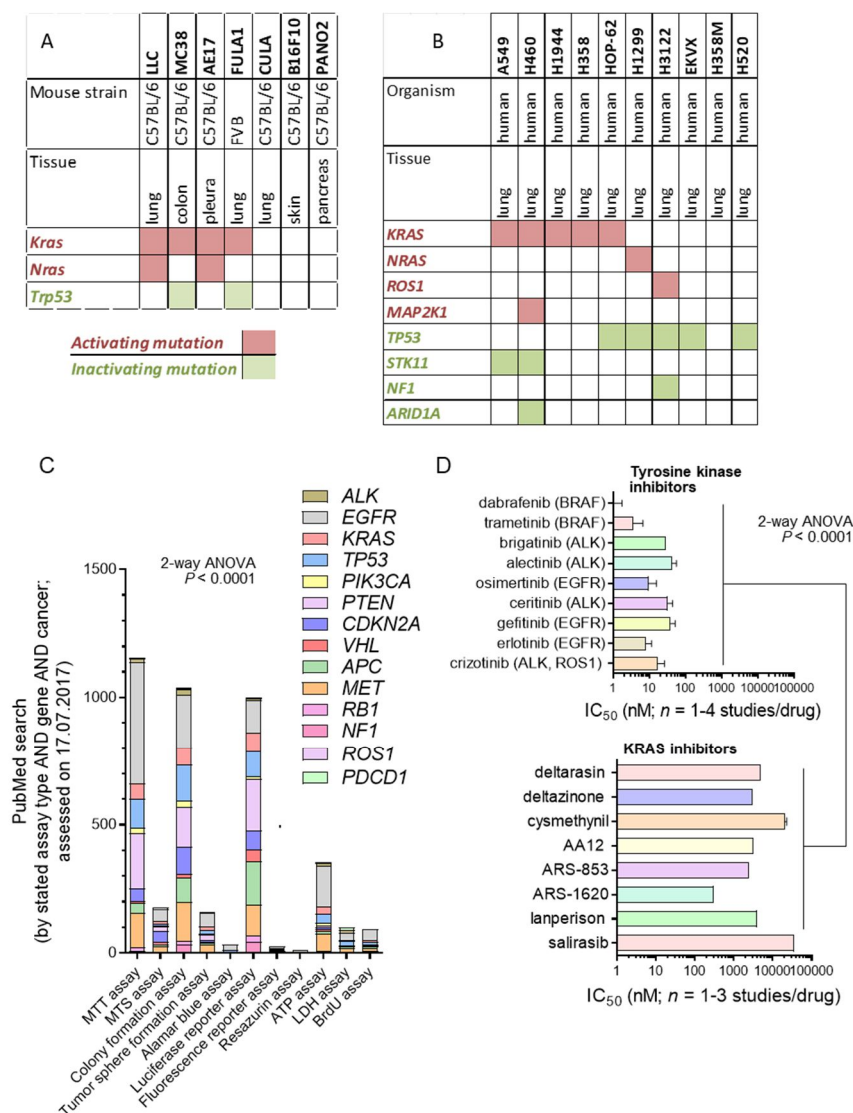 A
LLC
MC38
AE17
FULA1
CULA
B16F10
PANO2
Mouse strain
C57BL/6
C57BL/6
C57BL/6
FVB
C57BL/6
C57BL/6
C57BL/6
Tissue
lung
colon
pleura
lung
lung
skin
pancreas
Kras
Nras
Trp53
Activating mutation
Inactivating mutation
B
A549
H460
H1944
H358
HOP-62
H1299
H3122
EKVX
H358M
H520
Organism
human
human
human
human
human
human
human
human
human
human
Tissue
lung
lung
lung
lung
lung
lung
lung
lung
lung
lung
KRAS
NRAS
ROS1
MAP2K1
TP53
STK11
NF1
ARID1A
C
2-way ANOVA
P < 0.0001
PubMed search
(by stated assay type AND gene AND cancer;
assessed on 17.07.2017)
1500
1000
500
0
MTT assay
MTS assay
Colony formation assay
Tumor sphere formation assay
Alamar blue assay
Luciferase reporter assay
Fluorescence reporter assay
Resazurin assay
ATP assay
LDH assay
BrdU assay
ALK
EGFR
KRAS
TP53
PIK3CA
PTEN
CDKN2A
VHL
APC
MET
RB1
NF1
ROS1
PDCD1
D
Tyrosine kinase
inhibitors
2-way ANOVA
P < 0.0001
dabrafenib (BRAF)
trametinib (BRAF)
brigatinib (ALK)
alectinib (ALK)
osimertinib (EGFR)
ceritinib (ALK)
gefitinib (EGFR)
erlotinib (EGFR)
crizotinib (ALK, ROS1)
1 10 100 1000 10000 100000
IC50 (nM; n = 1-4 studies/drug)
KRAS inhibitors
deltarasin
deltazinone
cysmethynil
AA12
ARS-853
ARS-1620
lanperison
salirasib
1 10 100 1000 10000 100000
IC50 (nM; n = 1-3 studies/drug)